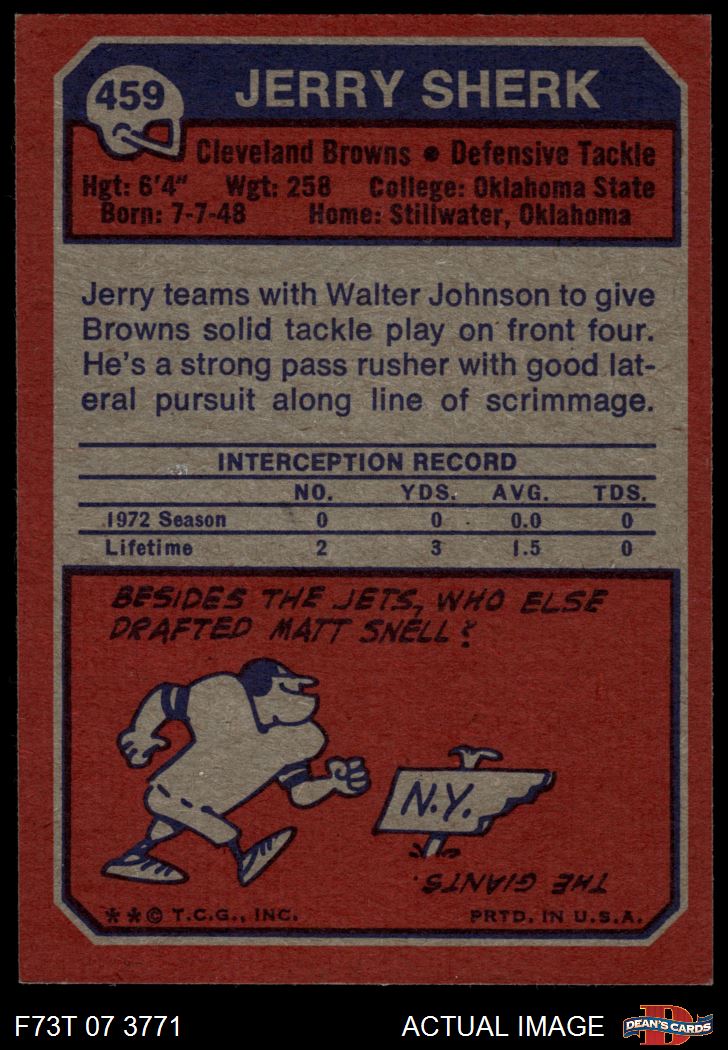 459
JERRY SHERK
Cleveland Browns • Defensive Tackle
Hgt: 6'4" Wgt: 258 College: Oklahoma State
Born: 7-7-48 Home: Stillwater, Oklahoma
Jerry teams with Walter Johnson to give
Browns solid tackle play on front four.
He's a strong pass rusher with good lat-
eral pursuit along line of scrimmage.
INTERCEPTION RECORD
NO. YDS. AVG. TDS.
1972 Season 0 0 0.0 0
Lifetime 2 3 1.5 0
BESIDES THE JETS, WHO ELSE
DRAFTED MATT SNELL?
N.Y.
THE GIANTS.
**© T.C.G., INC. PRTD. IN U.S.A.
F73T 07 3771 ACTUAL IMAGE
D
DEAN'S CARDS